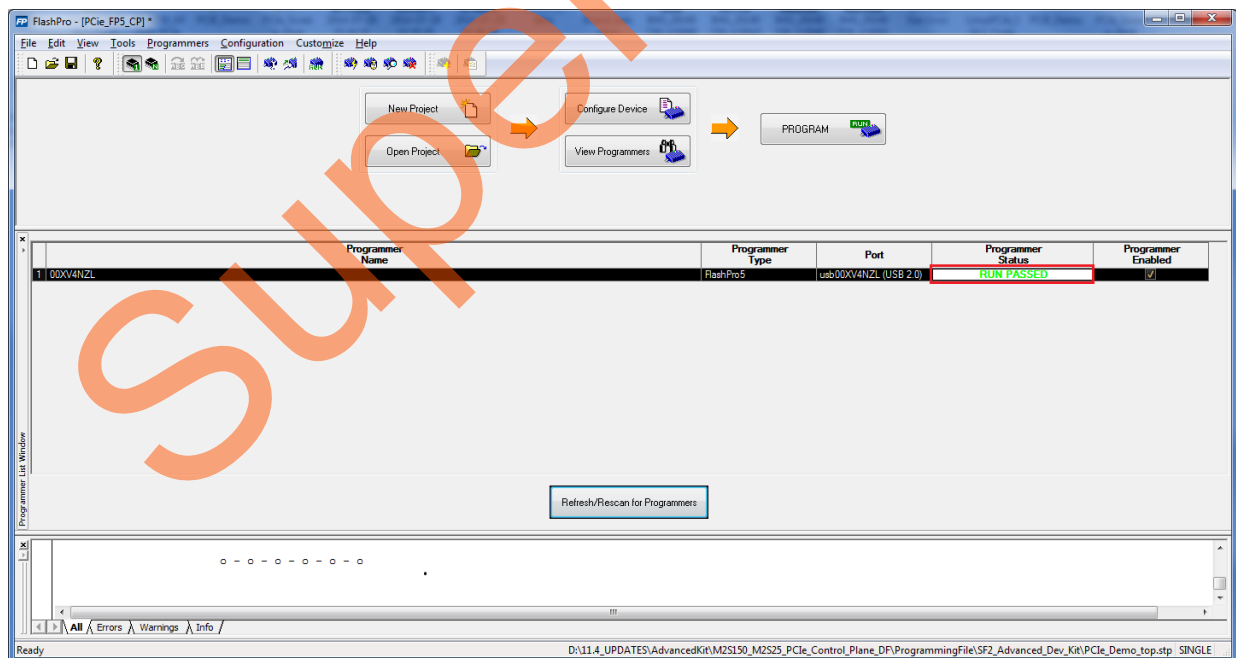 FlashPro - [PCie_FP5_CP] *
File Edit View Tools Programmers Configuration Customize Help
New Project
Configure Device
PROGRAM
RUN
Open Project
View Programmers
Programmer Name
Programmer Type
Port
Programmer Status
Programmer Enabled
1 00XV4NZL FlashPro5 usb00XV4NZL (USB 2.0) RUN PASSED
Programmer List Window
Refresh/Rescan for Programmers
o - o - o - o - o - o
All Errors Warnings Info
Ready D:\11.4_UPDATES\AdvancedKit\M2S150_M2S25_PCIe_Control_Plane_DF\ProgrammingFile\SF2_Advanced_Dev_Kit\PCIe_Demo_top.stp SINGLE
Super